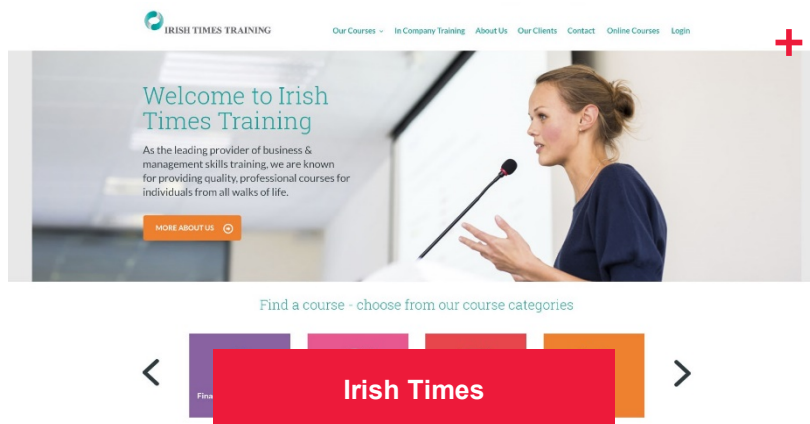 IRISH TIMES TRAINING
Our Courses In Company Training About Us Our Clients Contact Online Courses Login
Welcome to Irish
Times Training
As the leading provider of business &
management skills training, we are known
for providing quality, professional courses for
individuals from all walks of life.
MORE ABOUT US
Find a course - choose from our course categories
Irish Times